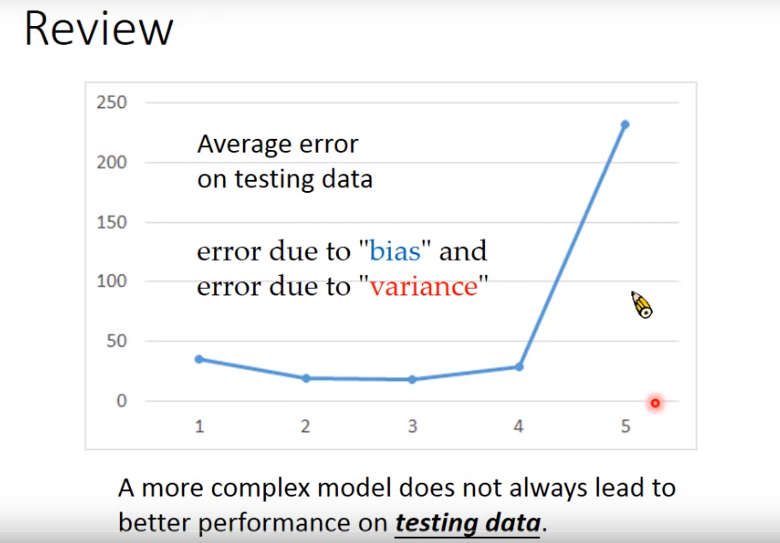 Review
250
200
150
100
50
0
Average error
on testing data
error due to "bias" and
error due to "variance"
1 2 3 4 5
A more complex model does not always lead to
better performance on testing data.